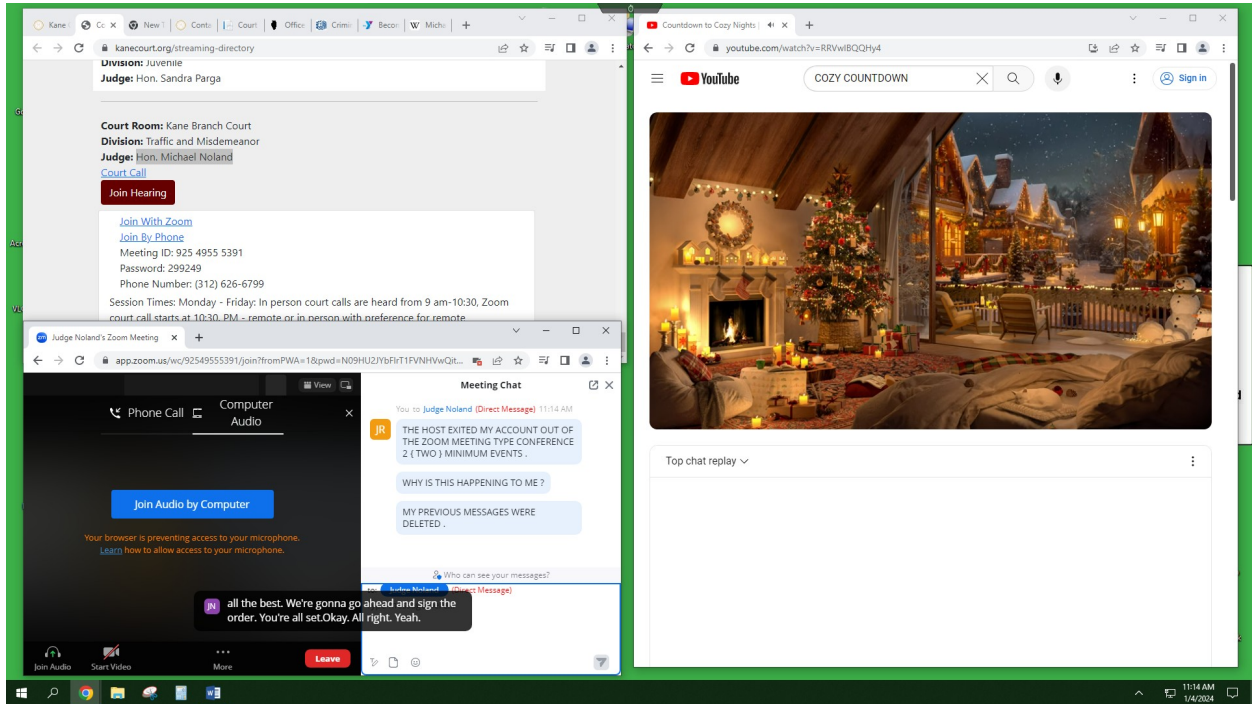 0
Kane
Cc
New T
Conta
Court
Office
Crimi
Becor
Micha
kanecourt.org/streaming-directory
Division: Juvenile
Judge: Hon. Sandra Parga
Court Room: Kane Branch Court
Division: Traffic and Misdemeanor
Judge: Hon. Michael Noland
Court Call
Join Hearing
Join With Zoom
Join By Phone
Meeting ID: 925 4955 5391
Password: 299249
Phone Number: (312) 626-6799
Session Times: Monday - Friday: In person court calls are heard from 9 am-10:30, Zoom
court call starts at 10:30, PM - remote or in person with preference for remote
Judge Noland's Zoom Meeting
app.zoom.us/wc/92549555391/join?fromPWA=1&pwd=N09HU2JYbFlrT1FVNHVwQit...
View
Phone Call
Computer
Audio
Join Audio by Computer
Your browser is preventing access to your microphone.
Learn how to allow access to your microphone.
Meeting Chat
You to Judge Noland (Direct Message) 11:14 AM
JR
THE HOST EXITED MY ACCOUNT OUT OF
THE ZOOM MEETING TYPE CONFERENCE
2 ( TWO ) MINIMUM EVENTS .
WHY IS THIS HAPPENING TO ME ?
MY PREVIOUS MESSAGES WERE
DELETED .
Who can see your messages?
to: Judge Noland (Direct Message)
JN
all the best. We're gonna go ahead and sign the
order. You're all set.Okay. All right. Yeah.
Join Audio
Start Video
More
Leave
Countdown to Cozy Nights |
youtube.com/watch?v=RRVwlBQQHy4
YouTube
COZY COUNTDOWN
Sign in
Top chat replay
11:14 AM
1/4/2024